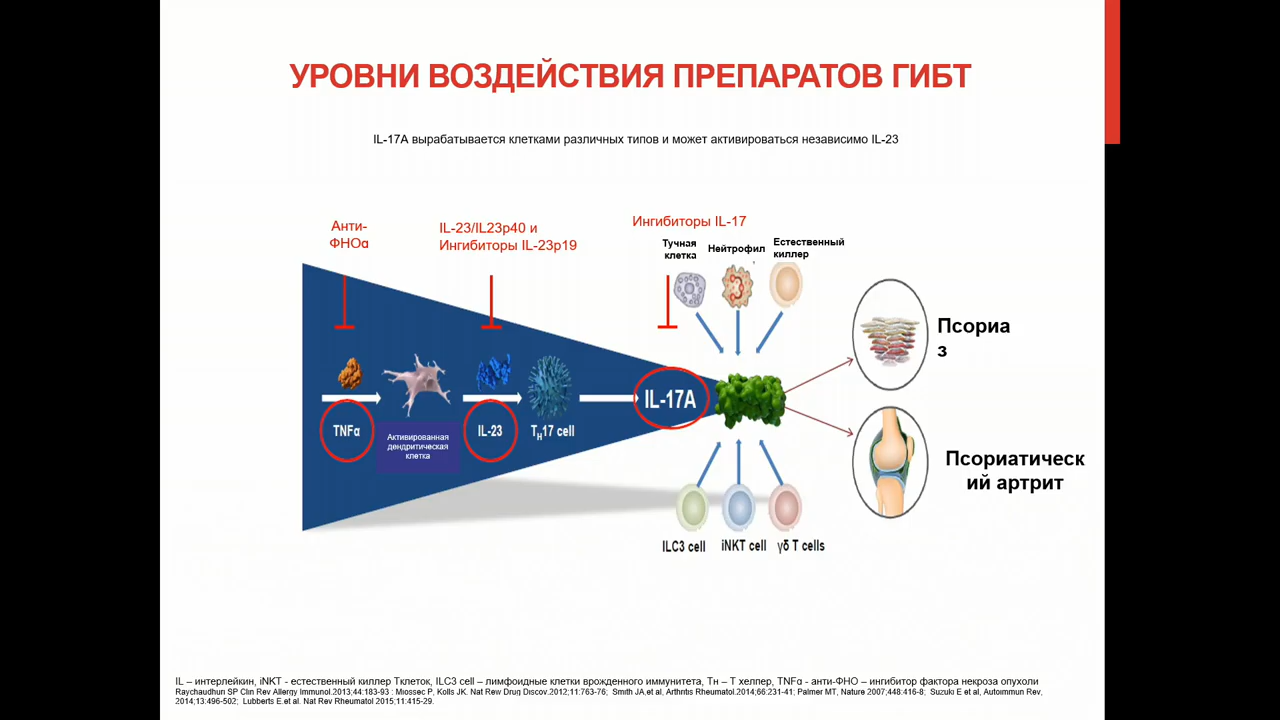 УРОВНИ ВОЗДЕЙСТВИЯ ПРЕПАРАТОВ ГИБТ
IL-17A вырабатывается клетками различных типов и может активироваться независимо IL-23
Анти-
ФНОα
IL-23/IL23p40 и
Ингибиторы IL-23p19
Ингибиторы IL-17
Тучная
клетка
Нейтрофил
Естественный
киллер
Псориа
з
TNFα
Активированная
дендритическая
клетка
IL-23
TH17 cell
IL-17A
Псориатическ
ий артрит
ILC3 cell
iNKT cell
γδ T cells
IL – интерлейкин, iNKT - естественный киллер Тклеток, ILC3 cell – лимфоидные клетки врожденного иммунитета, Тн – Т хелпер, TNFα - анти-ФНО – ингибитор фактора некроза опухоли
Raychaudhuri SP Clin Rev Allergy Immunol.2013;44:183-93 : Miossec P, Kolls JK. Nat Rew Drug Discov.2012;11:763-76; Smith JA,et al, Arthritis Rheumatol.2014;66:231-41; Palmer MT, Nature 2007;448:416-8; Suzuki E et al, Autoimmun Rev,
2014;13:496-502; Lubberts E.et al. Nat Rev Rheumatol 2015;11:415-29.